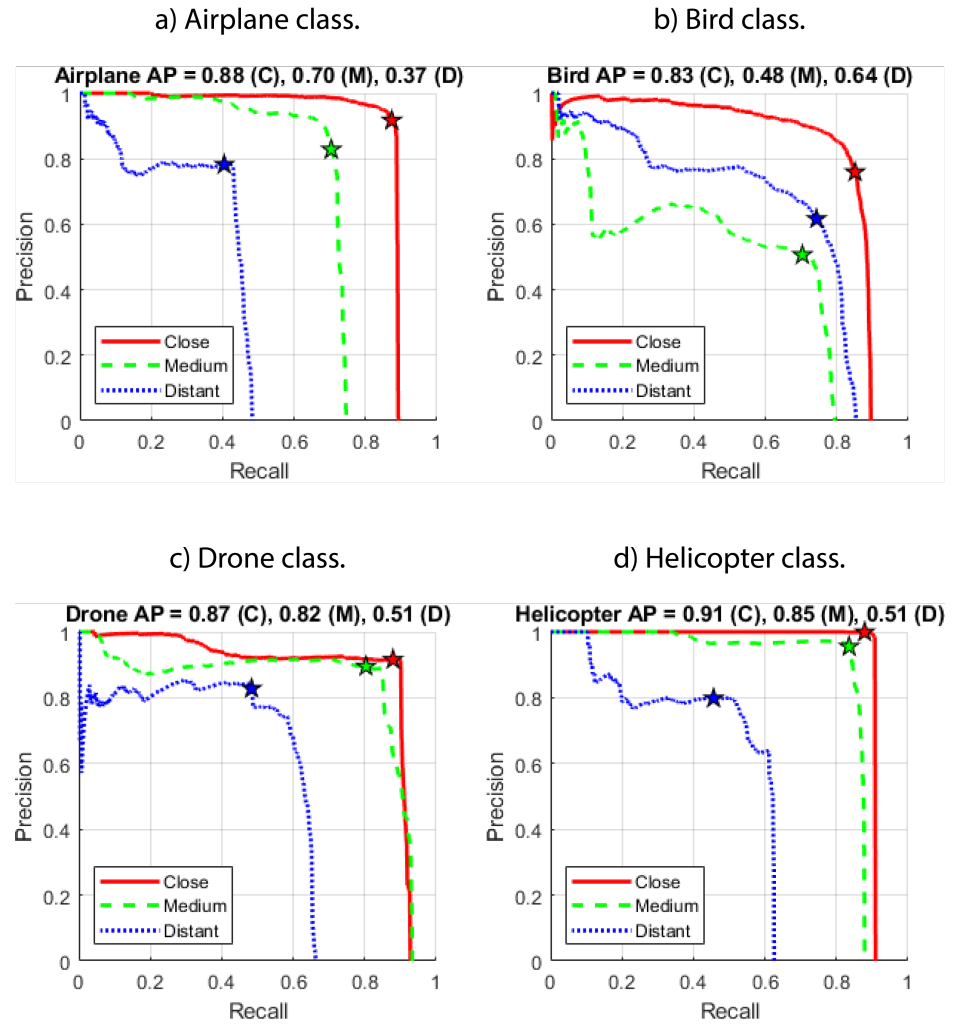 a) Airplane class.
Airplane AP = 0.88 (C), 0.70 (M), 0.37 (D)
1
0.8
0.6
0.4
0.2
0
Precision
Close
Medium
Distant
0 0.2 0.4 0.6 0.8 1
Recall
b) Bird class.
Bird AP = 0.83 (C), 0.48 (M), 0.64 (D)
1
0.8
0.6
0.4
0.2
0
Precision
Close
Medium
Distant
0 0.2 0.4 0.6 0.8 1
Recall
c) Drone class.
Drone AP = 0.87 (C), 0.82 (M), 0.51 (D)
1
0.8
0.6
0.4
0.2
0
Precision
Close
Medium
Distant
0 0.2 0.4 0.6 0.8 1
Recall
d) Helicopter class.
Helicopter AP = 0.91 (C), 0.85 (M), 0.51 (D)
1
0.8
0.6
0.4
0.2
0
Precision
Close
Medium
Distant
0 0.2 0.4 0.6 0.8 1
Recall